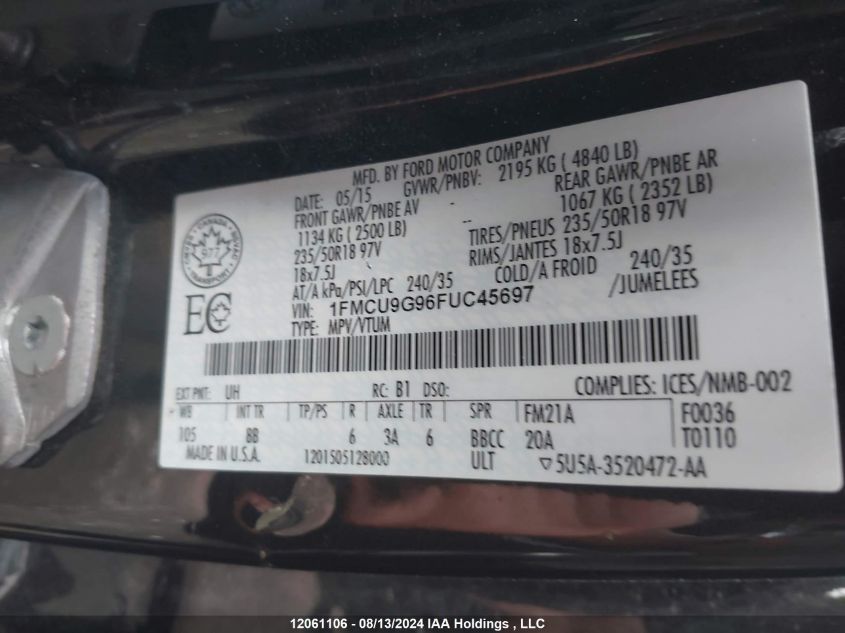 MFD. BY FORD MOTOR COMPANY
DATE: 05/15 GVWR/PNBV: 2195 KG ( 4840 LB)
FRONT GAWR/PNBE AV REAR GAWR/PNBE AR
1134 KG ( 2500 LB) -- 1067 KG ( 2352 LB)
235/50R18 97V TIRES/PNEUS 235/50R18 97V
18x7.5J RIMS/JANTES 18x7.5J
AT/A kPa/PSI/LPC 240/35 COLD/A FROID 240/35
VIN: 1FMCU9G96FUC45697 /JUMELEES
TYPE: MPV/VTUM
CANADA
977
TRANSPORT
EC
EXT PNT: UH RC: B1 DSO: COMPLIES: ICES/NMB-002
WB INT TR TP/PS R AXLE TR SPR FM21A F0036
105 BB 6 3A 6 BBCC 20A T0110
MADE IN U.S.A. 1201505128000 ULT ▽5U5A-3520472-AA
12061106 - 08/13/2024 IAA Holdings , LLC